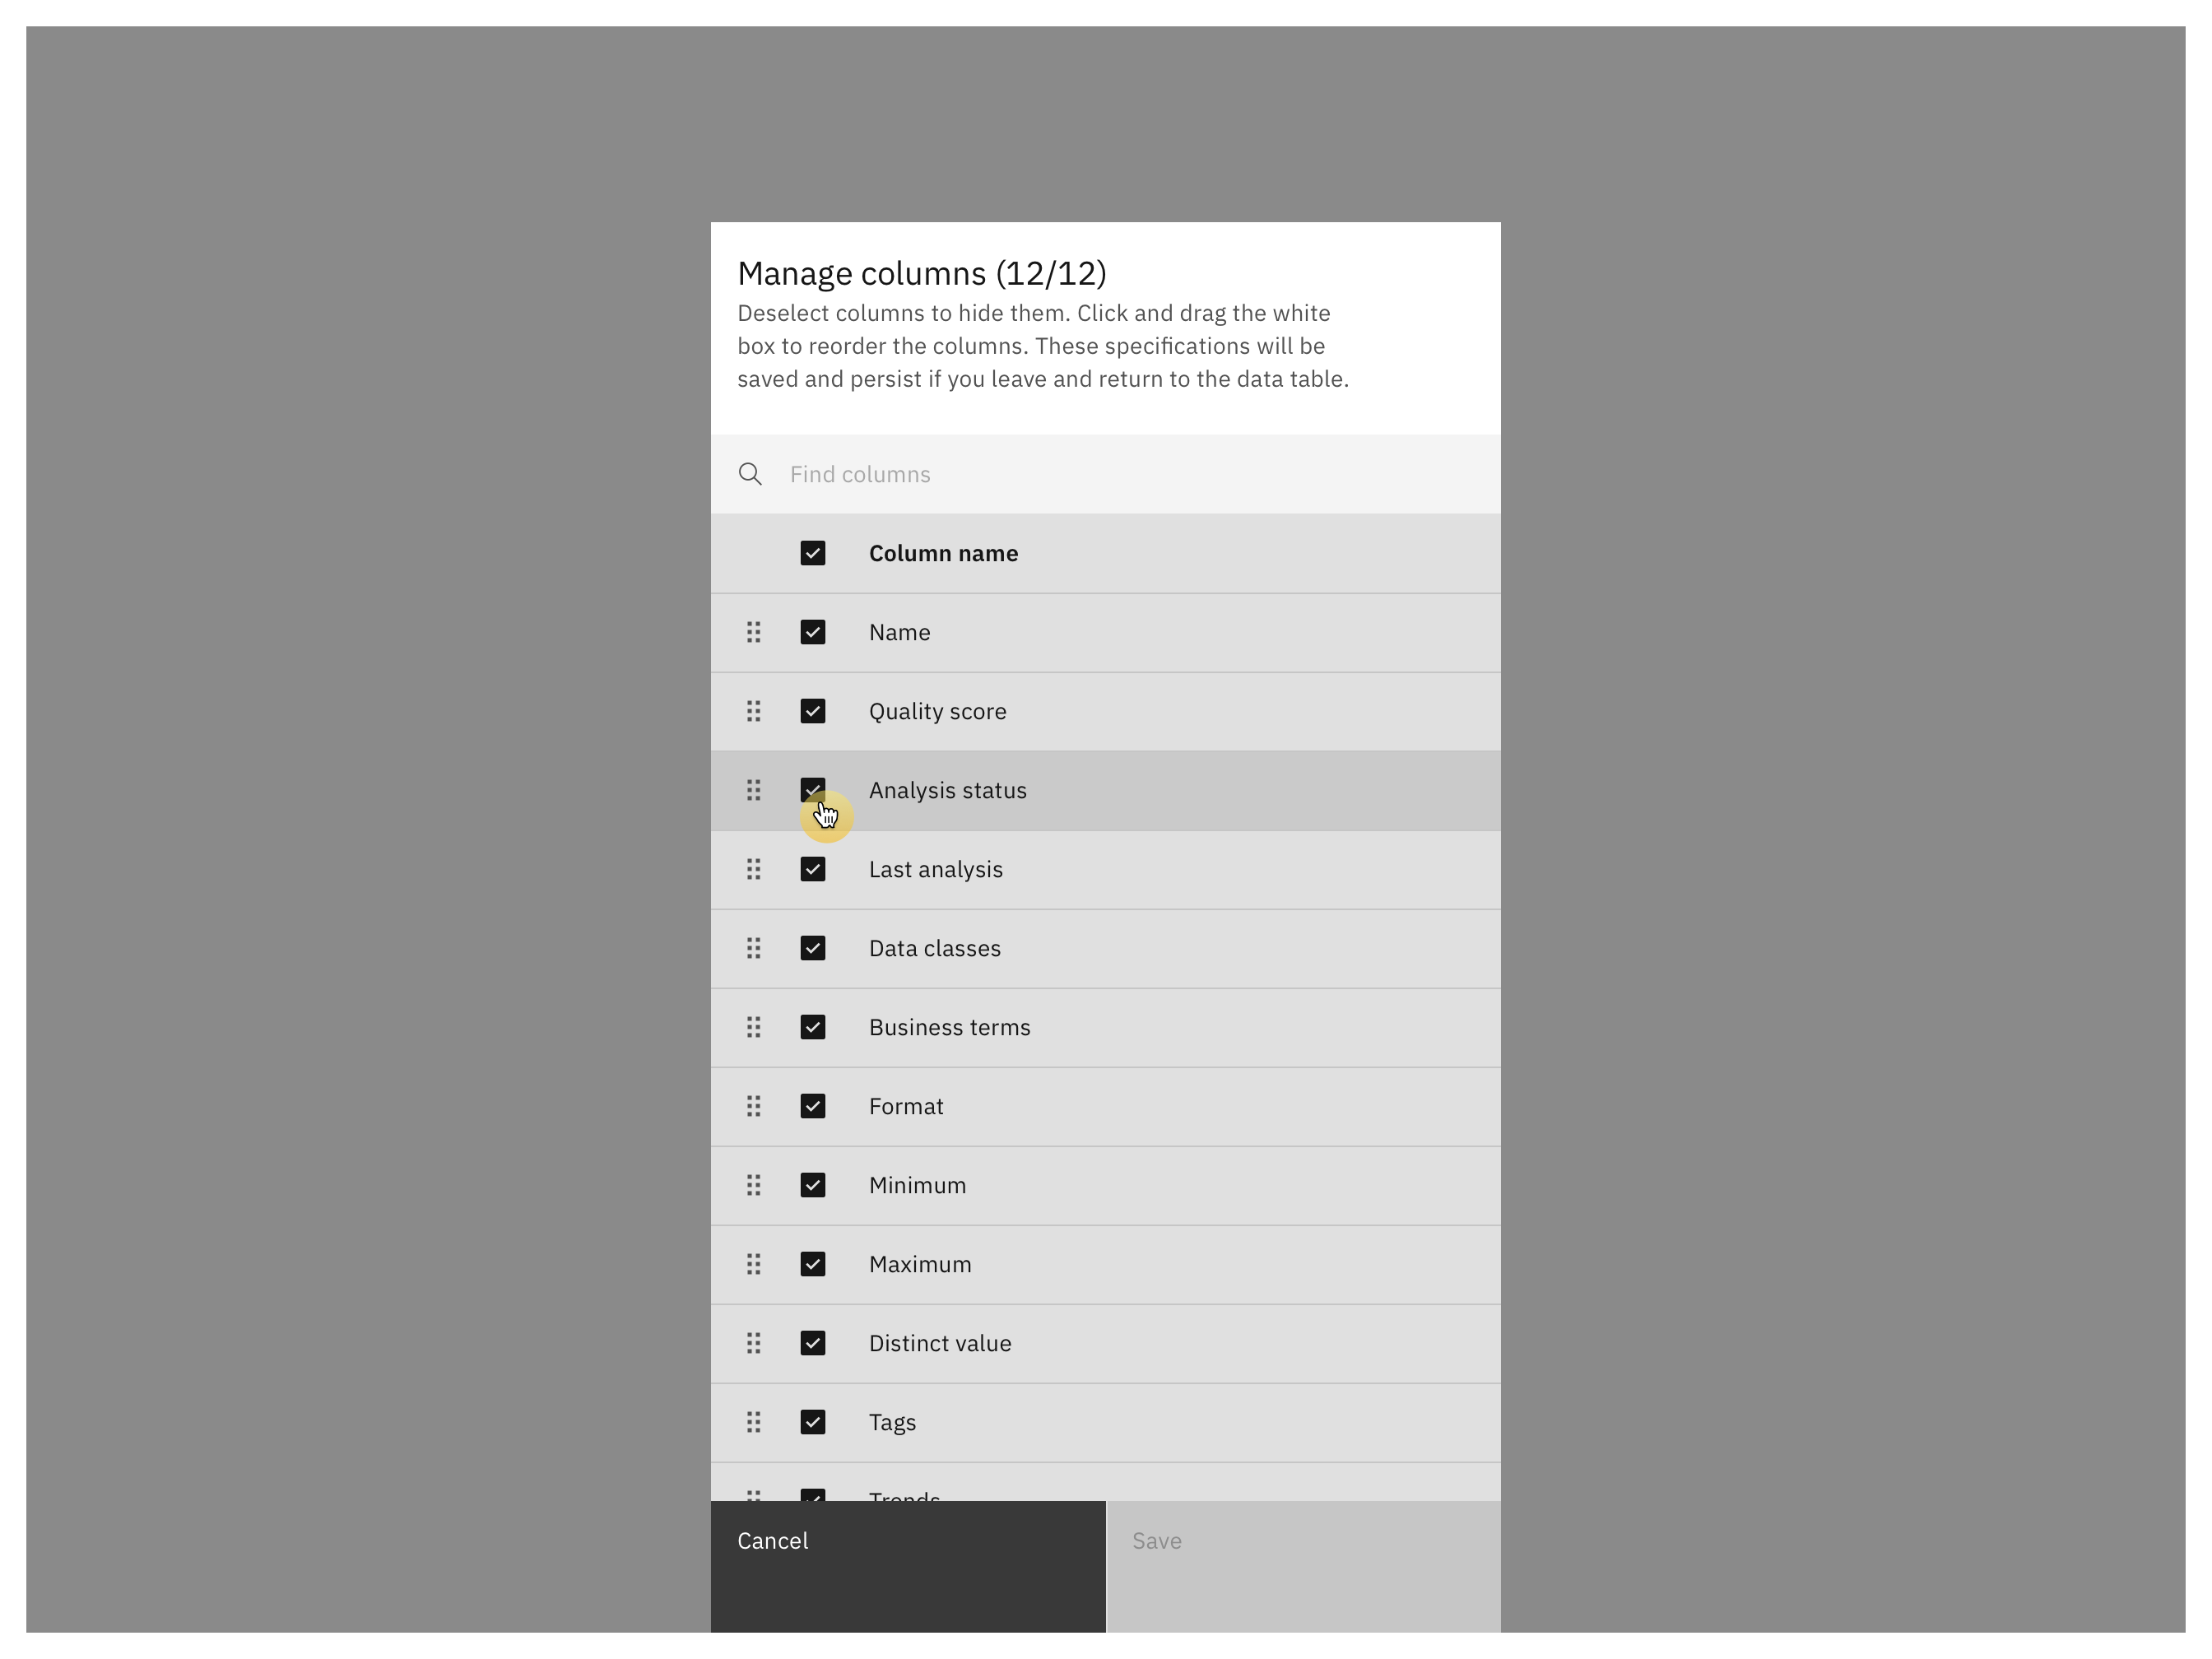 Manage columns (12/12)
Deselect columns to hide them. Click and drag the white
box to reorder the columns. These specifications will be
saved and persist if you leave and return to the data table.
Find columns
Column name
Name
Quality score
Analysis status
Last analysis
Data classes
Business terms
Format
Minimum
Maximum
Distinct value
Tags
Trends
Cancel
Save